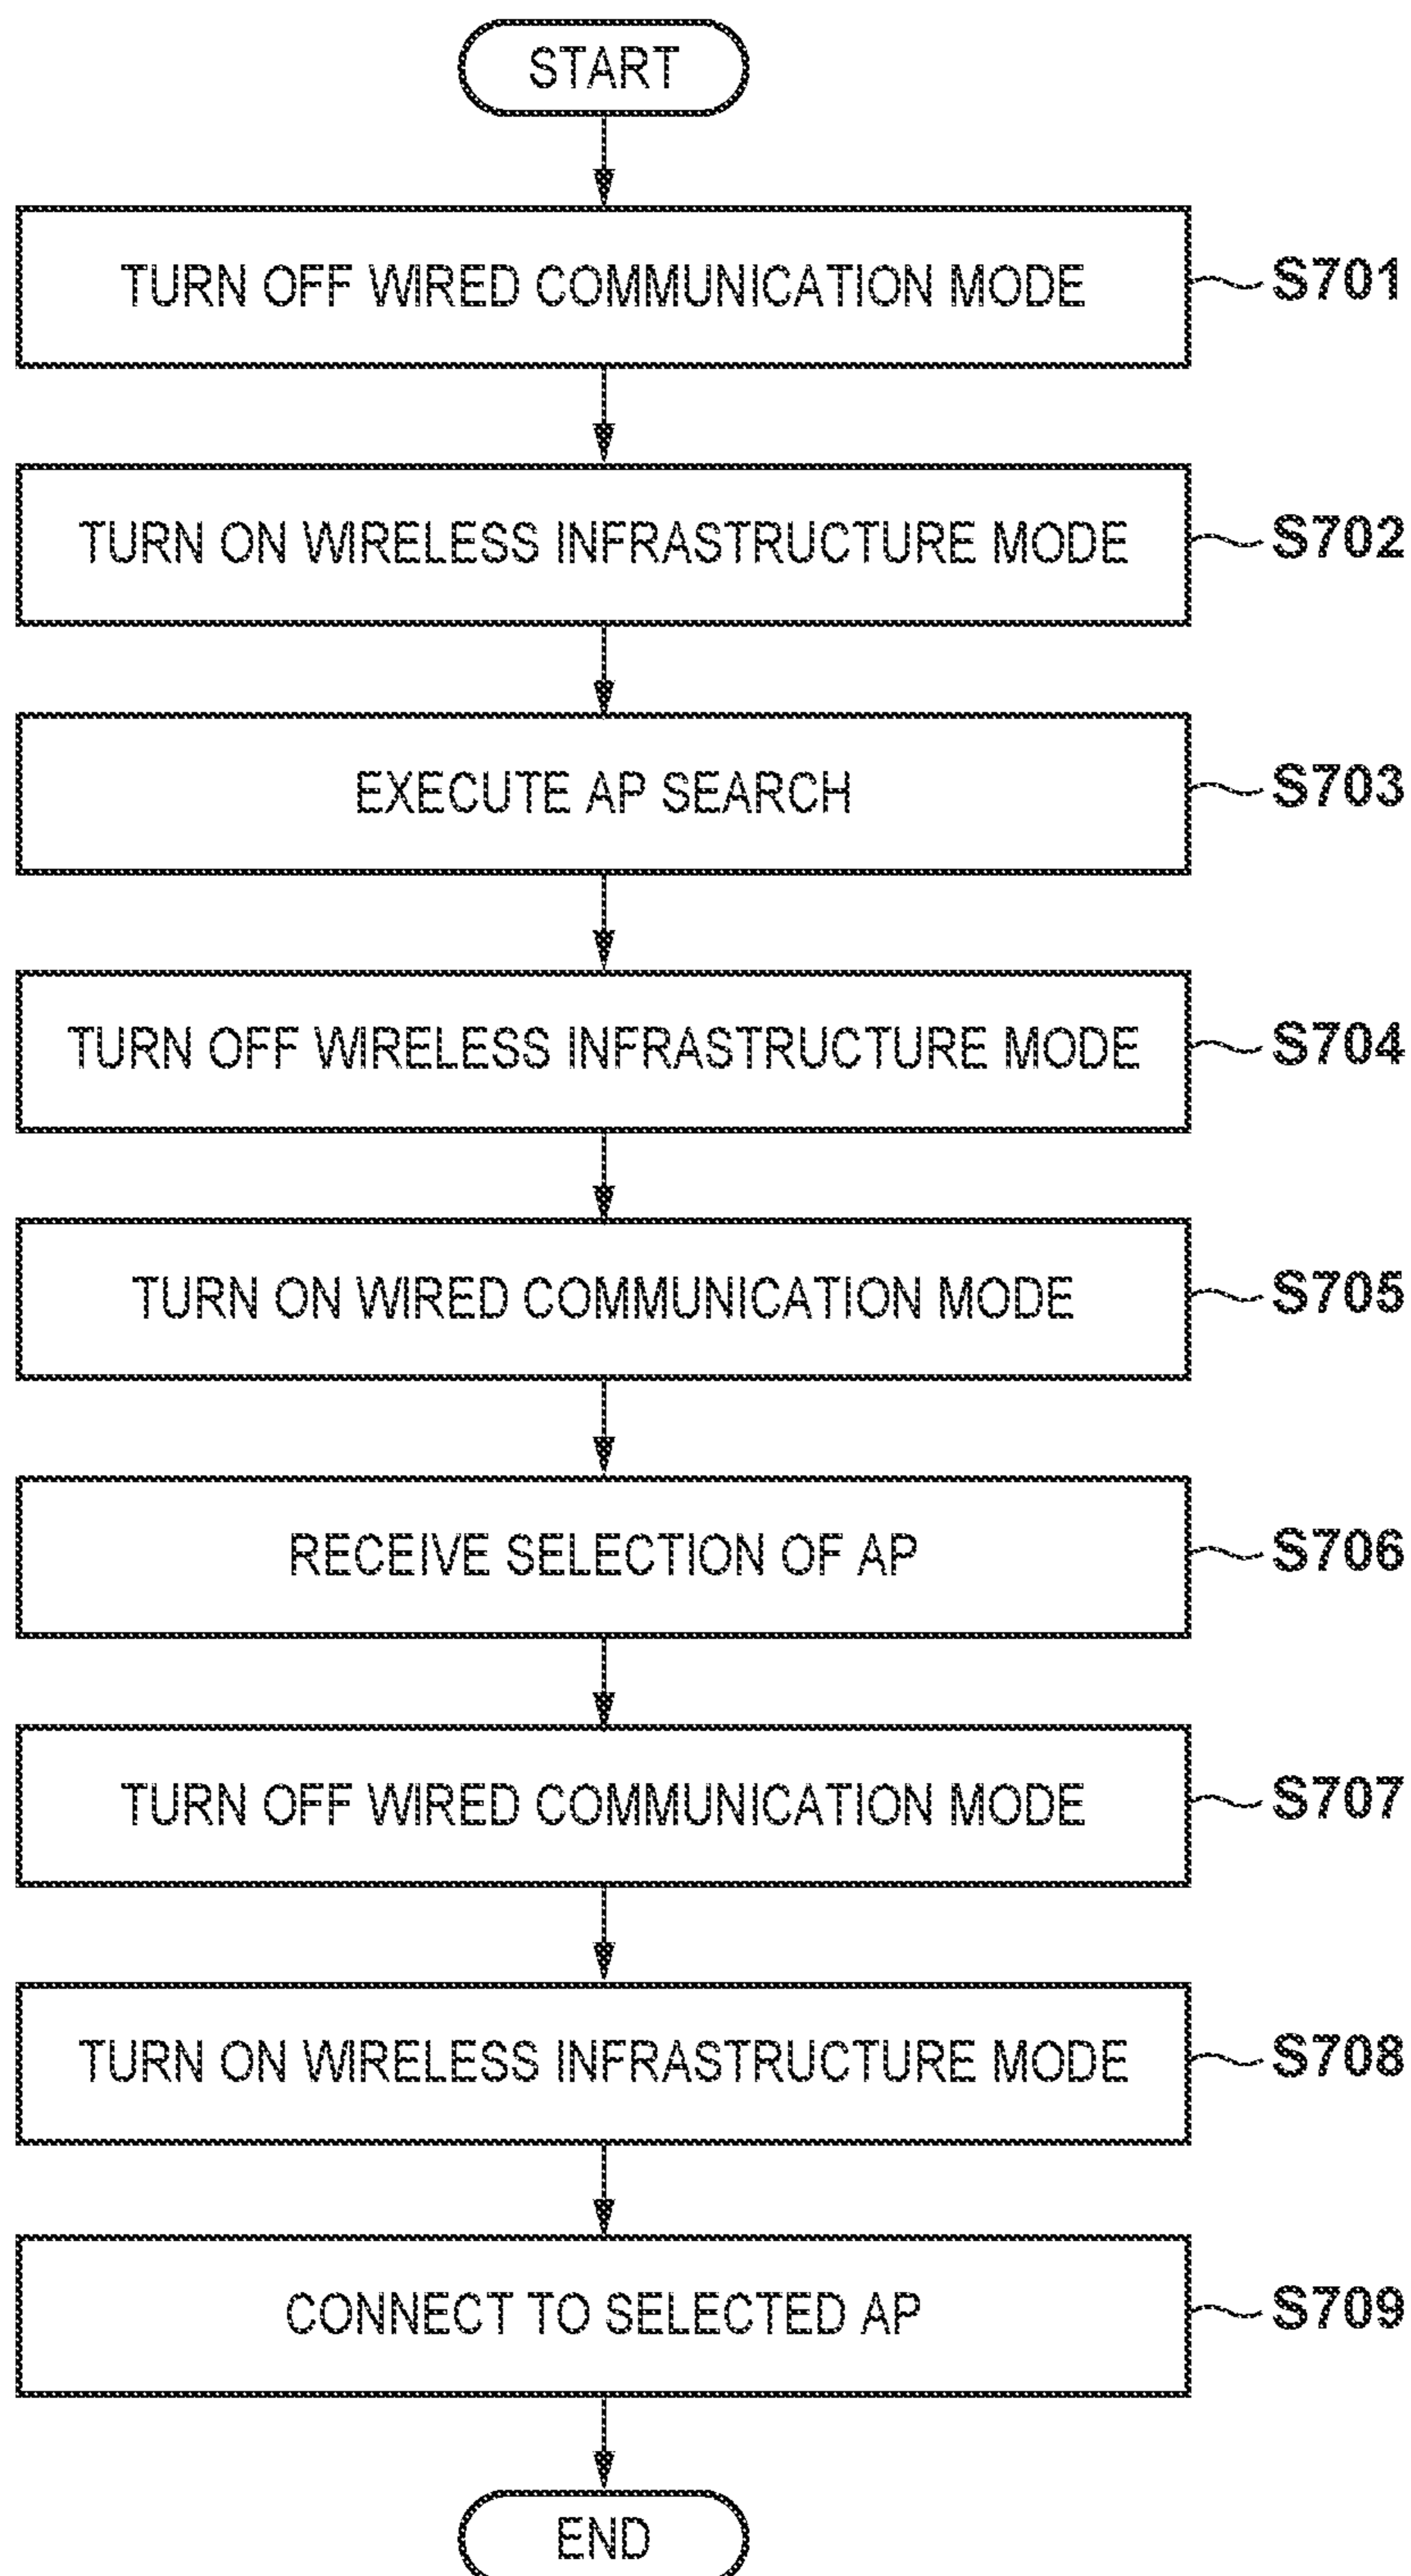 START
TURN OFF WIRED COMMUNICATION MODE
S701
TURN ON WIRELESS INFRASTRUCTURE MODE
S702
EXECUTE AP SEARCH
S703
TURN OFF WIRELESS INFRASTRUCTURE MODE
S704
TURN ON WIRED COMMUNICATION MODE
S705
RECEIVE SELECTION OF AP
S706
TURN OFF WIRED COMMUNICATION MODE
S707
TURN ON WIRELESS INFRASTRUCTURE MODE
S708
CONNECT TO SELECTED AP
S709
END